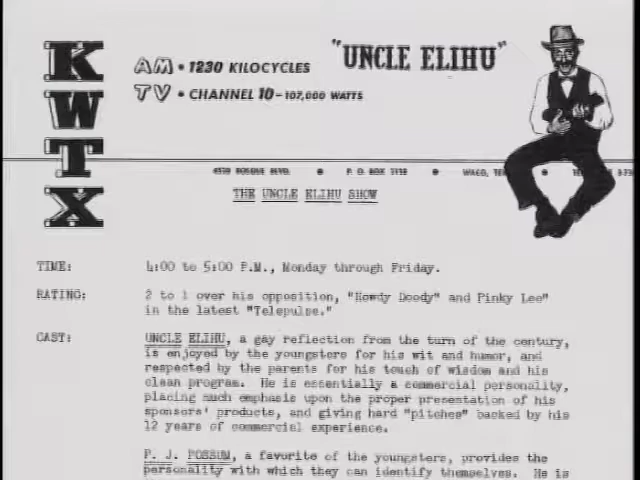 KWTX
AM • 1230 KILOCYCLES
TV • CHANNEL 10 - 107,000 WATTS
"UNCLE ELIHU"
BOSQUE BLVD. • P. O. BOX 7128 • WACO,
THE UNCLE ELIHU SHOW
TIME: 4:00 to 5:00 P.M., Monday through Friday.
RATING: 2 to 1 over his opposition, "Howdy Doody" and Pinky Lee"
in the latest "Telepulse."
CAST: UNCLE ELIHU, a gay reflection from the turn of the century,
is enjoyed by the youngsters for his wit and humor, and
respected by the parents for his touch of wisdom and his
clean program. He is essentially a commercial personality,
placing much emphasis upon the proper presentation of his
sponsors' products, and giving hard "pitches" backed by his
12 years of commercial experience.
P. J. POSSUM, a favorite of the youngsters, provides the
personality with which they can identify themselves. He is